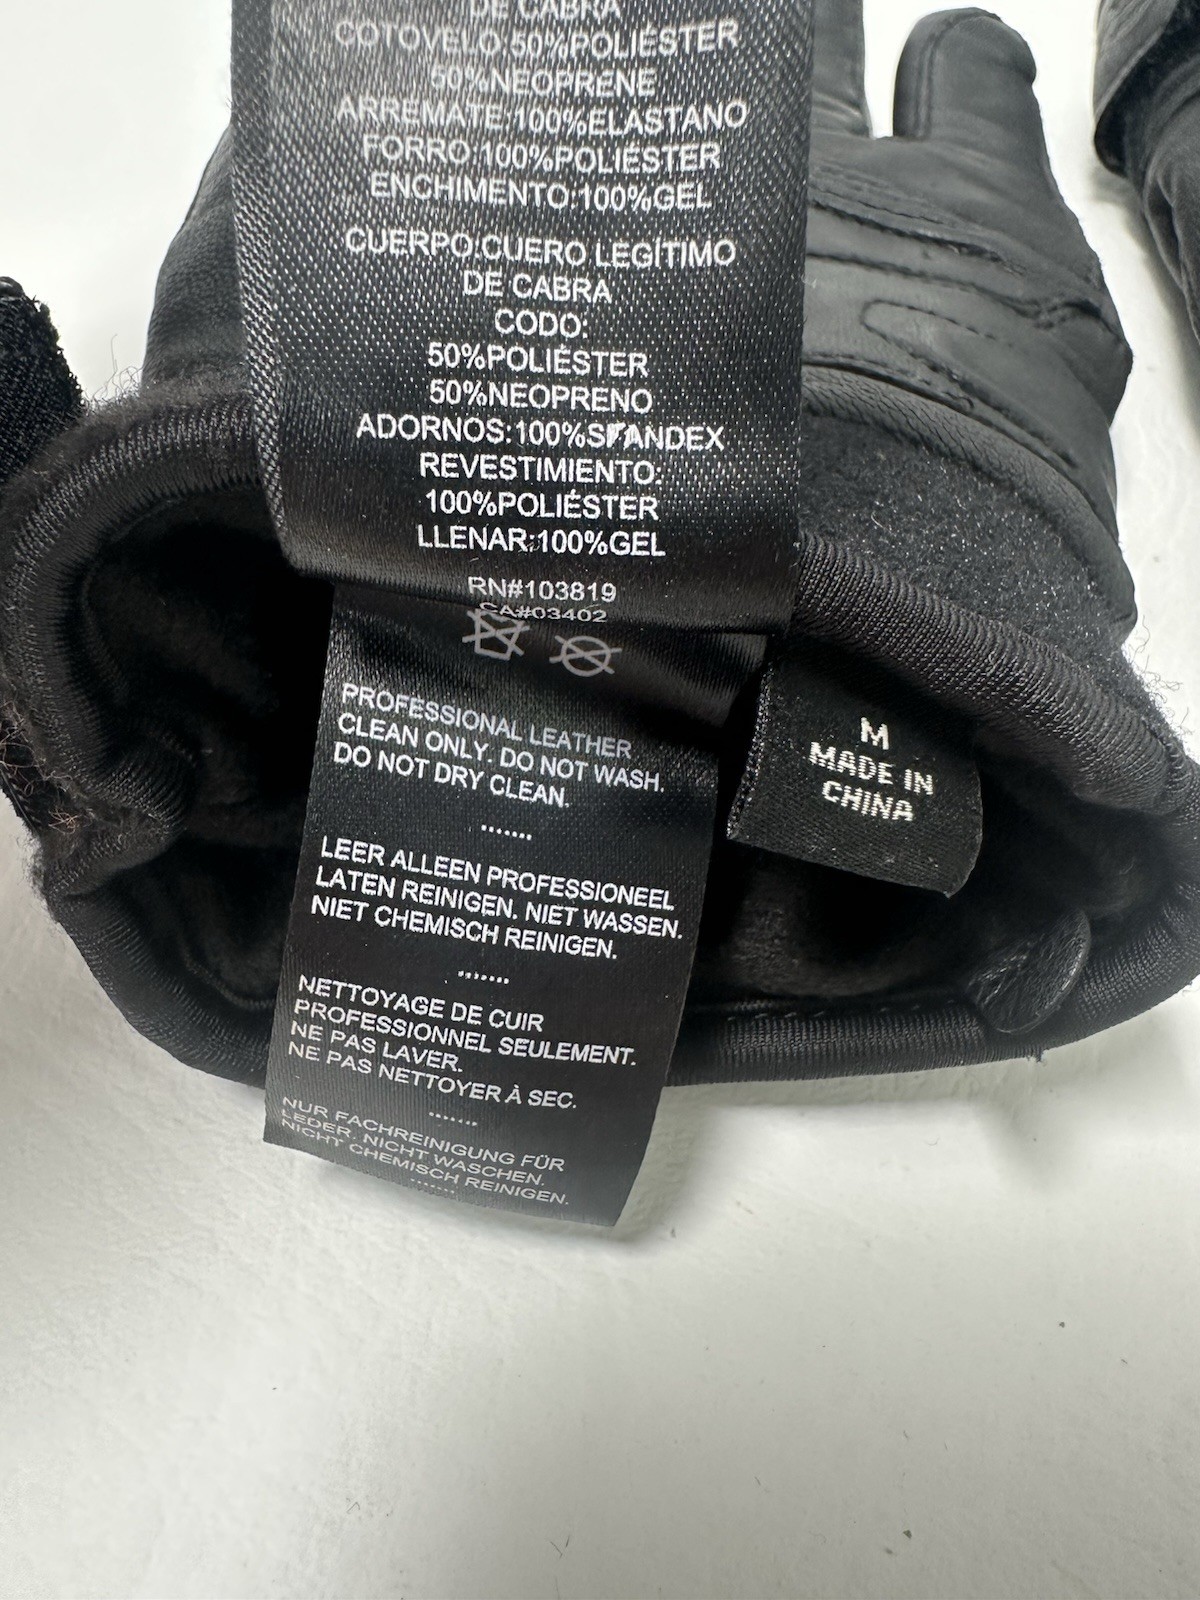 DE CABRA
COTOVELO:50%POLIÉSTER
50%NEOPRENE
ARREMATE:100%ELASTANO
FORRO:100%POLIÉSTER
ENCHIMENTO:100%GEL
CUERPO:CUERO LEGÍTIMO
DE CABRA
CODO:
50%POLIÉSTER
50%NEOPRENO
ADORNOS:100%SPANDEX
REVESTIMIENTO:
100%POLIÉSTER
LLENAR:100%GEL
RN#103819
CA#03402
PROFESSIONAL LEATHER
CLEAN ONLY. DO NOT WASH.
DO NOT DRY CLEAN.
.......
LEER ALLEEN PROFESSIONEEL
LATEN REINIGEN. NIET WASSEN.
NIET CHEMISCH REINIGEN.
.......
NETTOYAGE DE CUIR
PROFESSIONNEL SEULEMENT.
NE PAS LAVER.
NE PAS NETTOYER À SEC.
.......
NUR FACHREINIGUNG FÜR
LEDER. NICHT WASCHEN.
NICHT CHEMISCH REINIGEN.
.......
M
MADE IN
CHINA